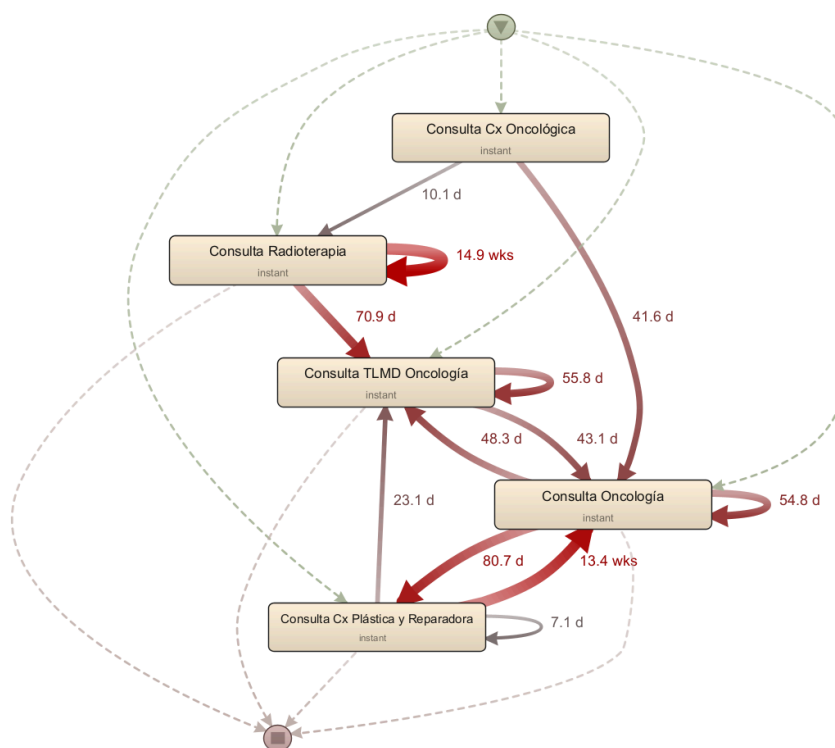 Consulta Cx Oncológica
instant
10.1 d
Consulta Radioterapia
instant
14.9 wks
70.9 d
41.6 d
Consulta TLMD Oncología
instant
55.8 d
48.3 d
43.1 d
23.1 d
Consulta Oncología
instant
54.8 d
80.7 d
13.4 wks
Consulta Cx Plástica y Reparadora
instant
7.1 d